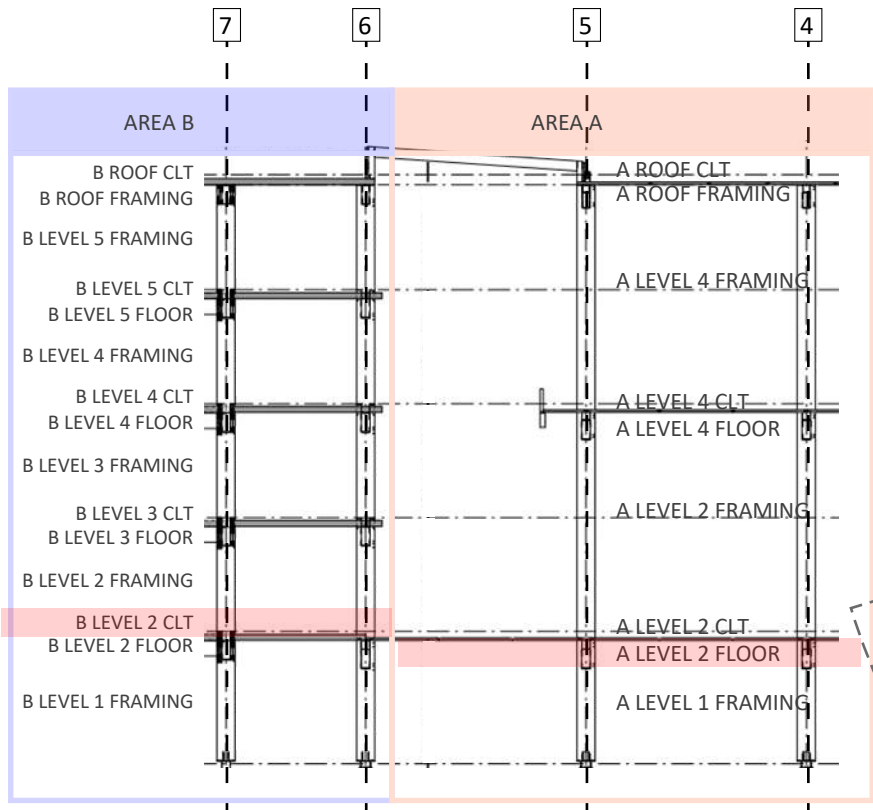 7
6
5
4
AREA B
AREA A
B ROOF CLT
A ROOF CLT
B ROOF FRAMING
A ROOF FRAMING
B LEVEL 5 FRAMING
A LEVEL 4 FRAMING
B LEVEL 5 CLT
B LEVEL 5 FLOOR
B LEVEL 4 FRAMING
B LEVEL 4 CLT
A LEVEL 4 CLT
B LEVEL 4 FLOOR
A LEVEL 4 FLOOR
B LEVEL 3 FRAMING
B LEVEL 3 CLT
A LEVEL 2 FRAMING
B LEVEL 3 FLOOR
B LEVEL 2 FRAMING
B LEVEL 2 CLT
A LEVEL 2 CLT
B LEVEL 2 FLOOR
A LEVEL 2 FLOOR
B LEVEL 1 FRAMING
A LEVEL 1 FRAMING